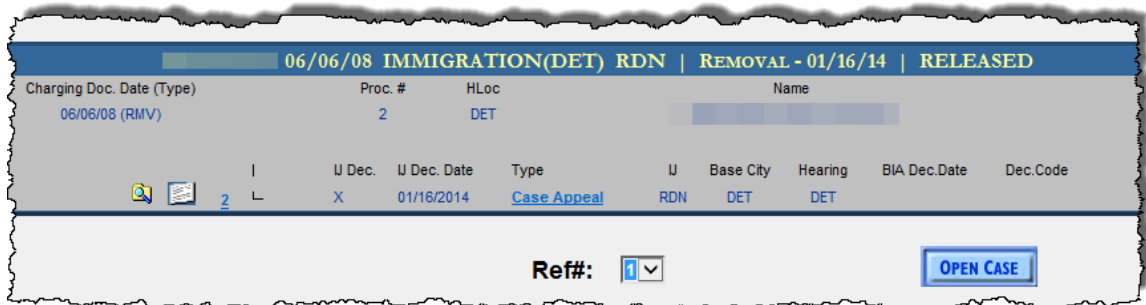 06/06/08 IMMIGRATION(DET) RDN | REMOVAL - 01/16/14 | RELEASED
Charging Doc. Date (Type) Proc. # HLoc Name
06/06/08 (RMV) 2 DET
IJ Dec. IJ Dec. Date Type IJ Base City Hearing BIA Dec.Date Dec.Code
2 X 01/16/2014 Case Appeal RDN DET DET
Ref#: 1 OPEN CASE